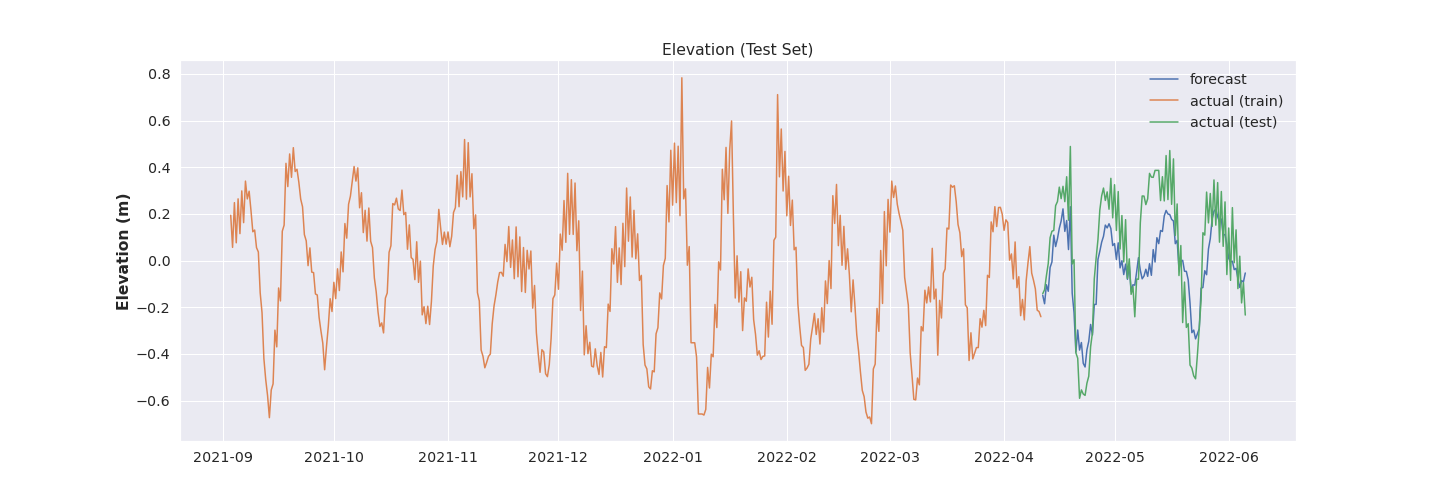 Elevation (Test Set)
Elevation (m)
0.8
0.6
0.4
0.2
0.0
−0.2
−0.4
−0.6
forecast
actual (train)
actual (test)
2021-09 2021-10 2021-11 2021-12 2022-01 2022-02 2022-03 2022-04 2022-05 2022-06